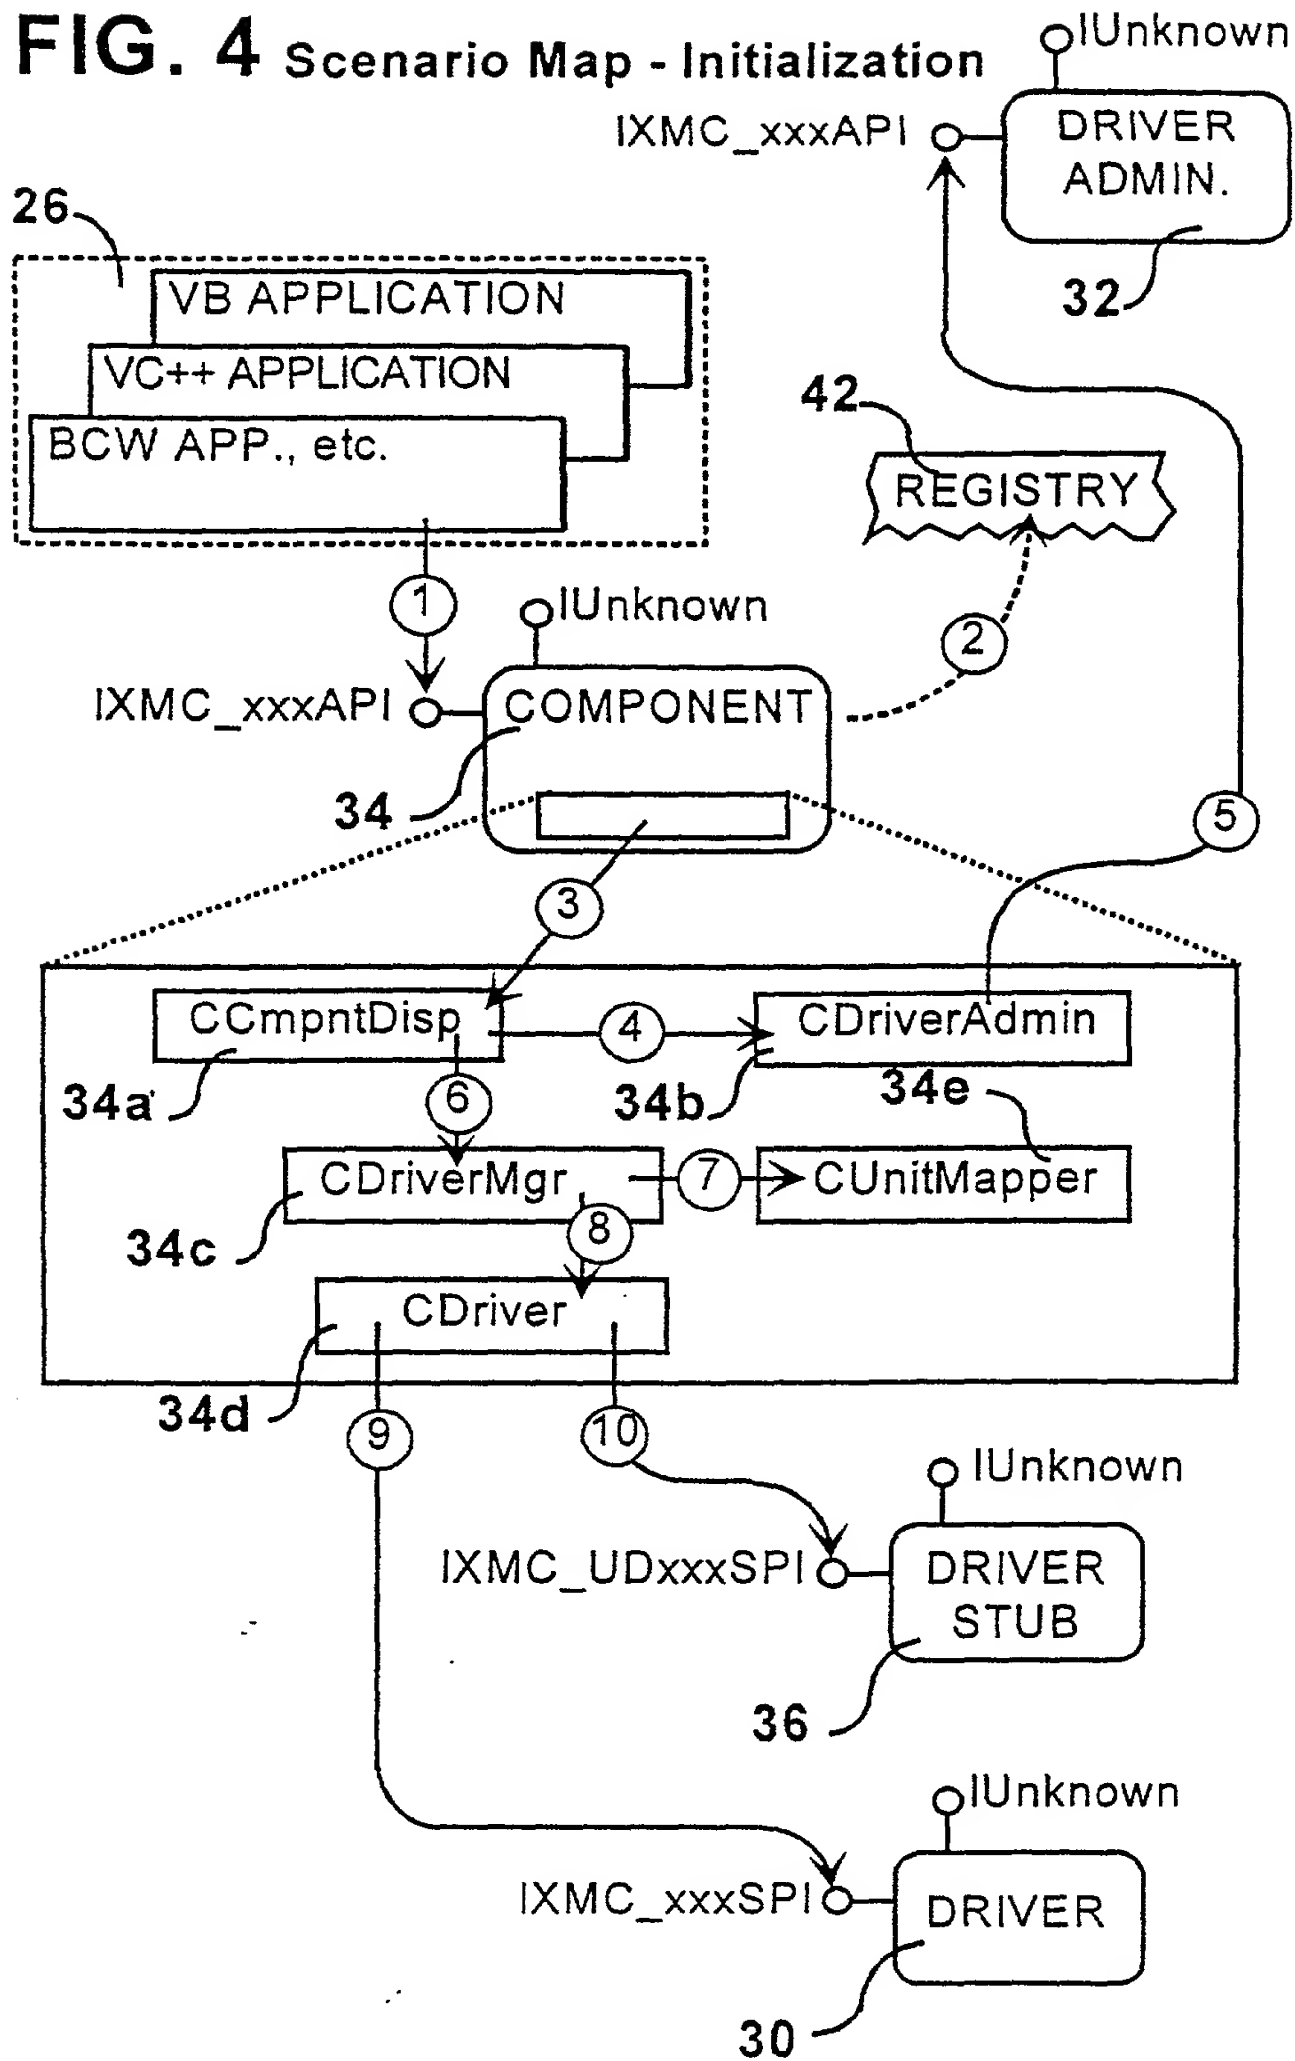 FIG. 4 Scenario Map - Initialization
IUnknown
IXMC_xxxAPI
DRIVER
ADMIN.
26
32
VB APPLICATION
VC++ APPLICATION
BCW APP., etc.
42
REGISTRY
1
IUnknown
2
IXMC_xxxAPI
COMPONENT
34
5
3
CCmpntDisp
4
CDriverAdmin
34a
6
34b
34e
CDriverMgr
7
CUnitMapper
34c
8
CDriver
34d
9
10
IUnknown
IXMC_UDxxxSPI
DRIVER
STUB
36
IUnknown
IXMC_xxxSPI
DRIVER
30